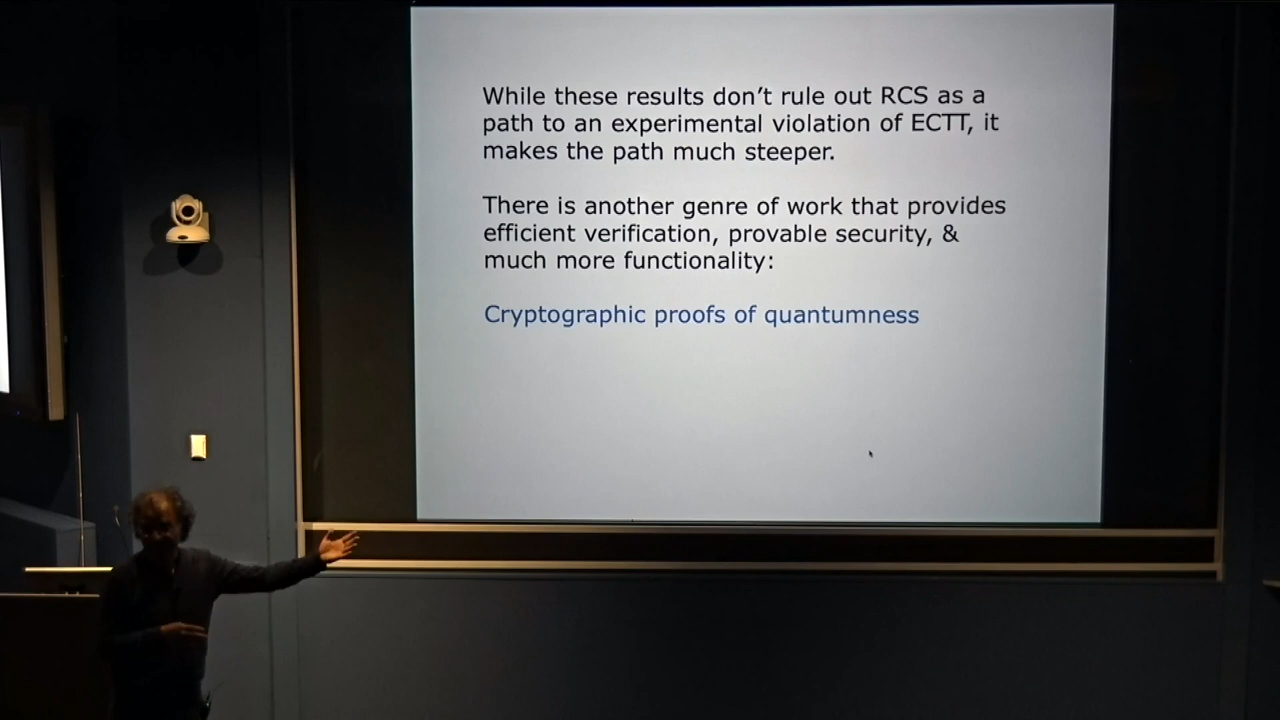 While these results don't rule out RCS as a
path to an experimental violation of ECTT, it
makes the path much steeper.
There is another genre of work that provides
efficient verification, provable security, &
much more functionality:
Cryptographic proofs of quantumness